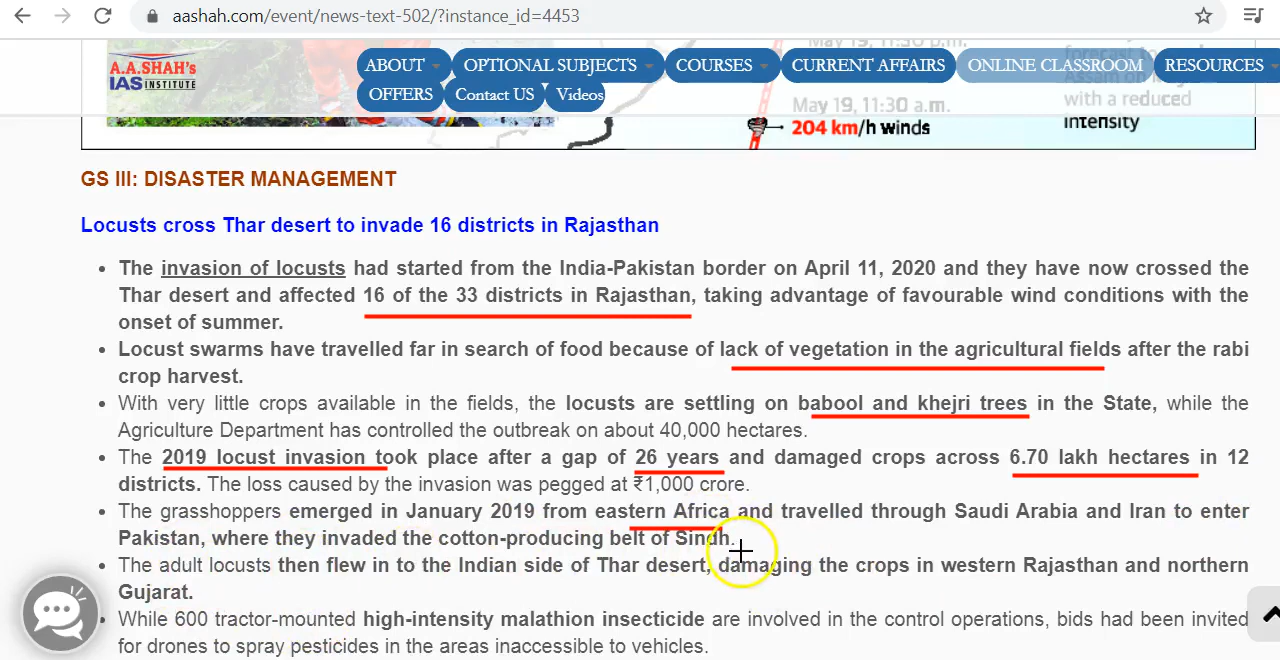 aashah.com/event/news-text-502/?instance_id=4453
A.A.SHAH's
IAS INSTITUTE
ABOUT OPTIONAL SUBJECTS COURSES CURRENT AFFAIRS ONLINE CLASSROOM RESOURCES
OFFERS Contact US Videos
May 19, 11:30 p.m.
forecast to
Assam on
May 19, 11:30 a.m.
204 km/h winds
with a reduced
intensity
GS III: DISASTER MANAGEMENT
Locusts cross Thar desert to invade 16 districts in Rajasthan
The invasion of locusts had started from the India-Pakistan border on April 11, 2020 and they have now crossed the
Thar desert and affected 16 of the 33 districts in Rajasthan, taking advantage of favourable wind conditions with the
onset of summer.
Locust swarms have travelled far in search of food because of lack of vegetation in the agricultural fields after the rabi
crop harvest.
With very little crops available in the fields, the locusts are settling on babool and khejri trees in the State, while the
Agriculture Department has controlled the outbreak on about 40,000 hectares.
The 2019 locust invasion took place after a gap of 26 years and damaged crops across 6.70 lakh hectares in 12
districts. The loss caused by the invasion was pegged at ₹1,000 crore.
The grasshoppers emerged in January 2019 from eastern Africa and travelled through Saudi Arabia and Iran to enter
Pakistan, where they invaded the cotton-producing belt of Sindh.
The adult locusts then flew in to the Indian side of Thar desert, damaging the crops in western Rajasthan and northern
Gujarat.
While 600 tractor-mounted high-intensity malathion insecticide are involved in the control operations, bids had been invited
for drones to spray pesticides in the areas inaccessible to vehicles.